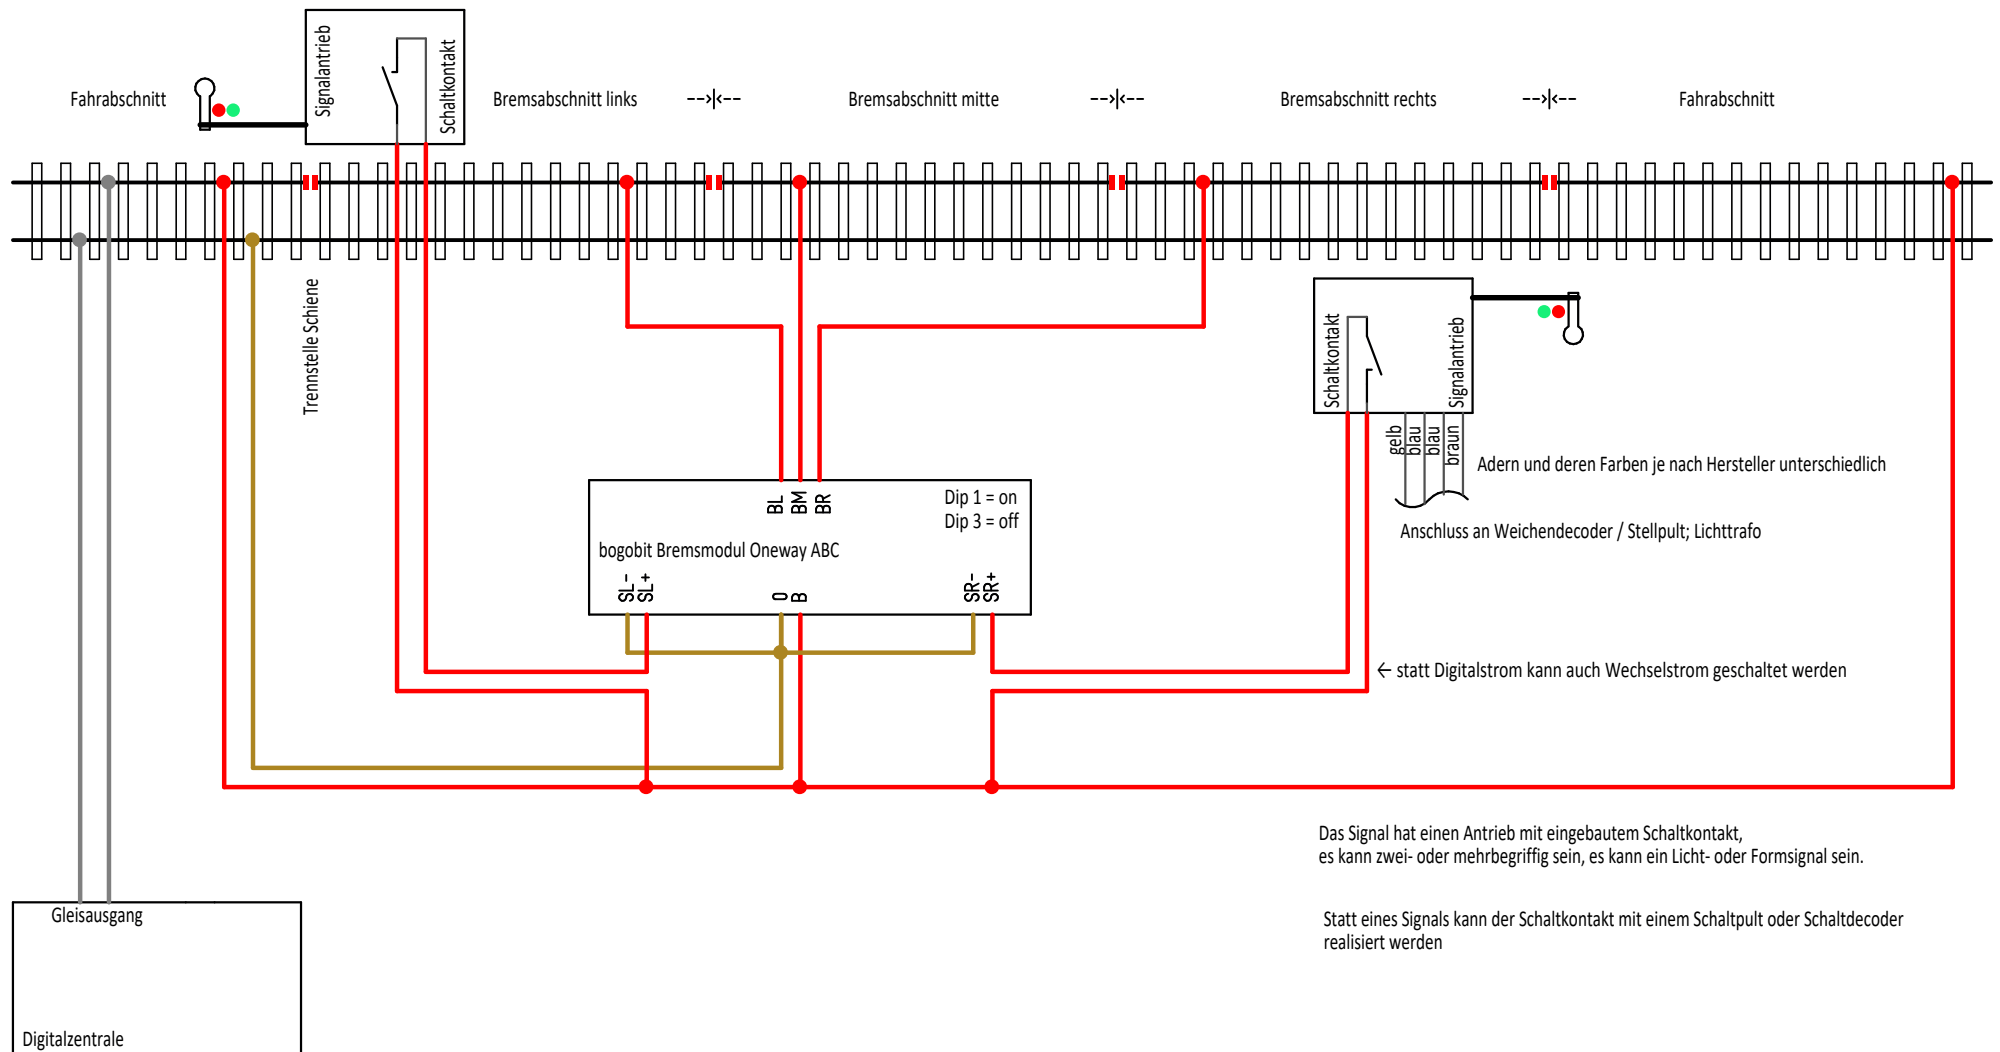 Signalantrieb
Schaltkontakt
Fahrabschnitt
Bremsabschnitt links
-->|<--
Bremsabschnitt mitte
-->|<--
Bremsabschnitt rechts
-->|<--
Fahrabschnitt
Trennstelle Schiene
Schaltkontakt
Signalantrieb
gelb
blau
blau
braun
Adern und deren Farben je nach Hersteller unterschiedlich
Anschluss an Weichendecoder / Stellpult; Lichttrafo
BL
BM
BR
Dip 1 = on
Dip 3 = off
bogobit Bremsmodul Oneway ABC
SL-
SL+
0
B
SR-
SR+
← statt Digitalstrom kann auch Wechselstrom geschaltet werden
Das Signal hat einen Antrieb mit eingebautem Schaltkontakt,
es kann zwei- oder mehrbegriffig sein, es kann ein Licht- oder Formsignal sein.
Statt eines Signals kann der Schaltkontakt mit einem Schaltpult oder Schaltdecoder
realisiert werden
Gleisausgang
Digitalzentrale